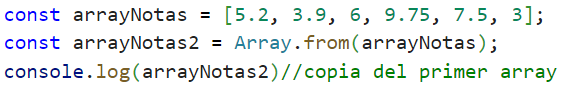 const arrayNotas = [5.2, 3.9, 6, 9.75, 7.5, 3];
const arrayNotas2 = Array.from(arrayNotas);
console.log(arrayNotas2)//copia del primer array